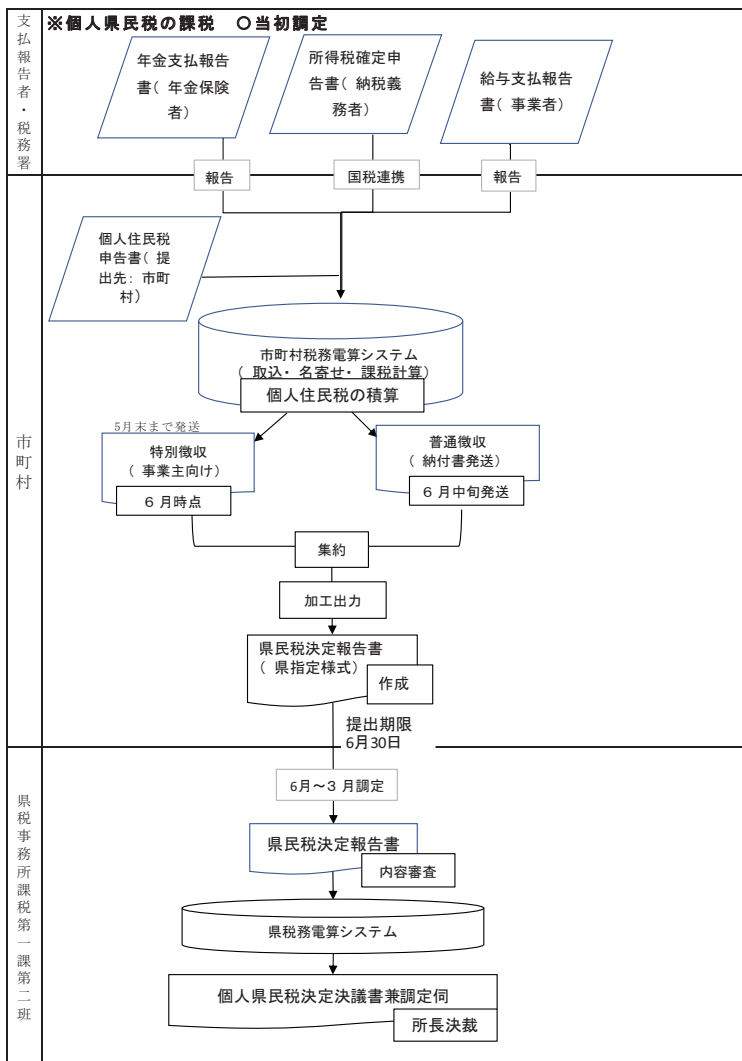 ※個人県民税の課税　○当初調定
支払報告者・税務署
年金支払報告
書( 年金保険
者)
所得税確定申
告書( 納税義
務者)
給与支払報告
書( 事業者)
報告
国税連携
報告
市町村
個人住民税
申告書( 提
出先: 市町
村)
市町村税務電算システム
( 取込・ 名寄せ・ 課税計算)
個人住民税の積算
5月末まで発送
特別徴収
( 事業主向け)
6 月時点
普通徴収
( 納付書発送)
6 月中旬発送
集約
加工出力
県民税決定報告書
( 県指定様式)
作成
提出期限
6月30日
県税事務所課税第一課第二班
6月～3 月調定
県民税決定報告書
内容審査
県税務電算システム
個人県民税決定決議書兼調定伺
所長決裁